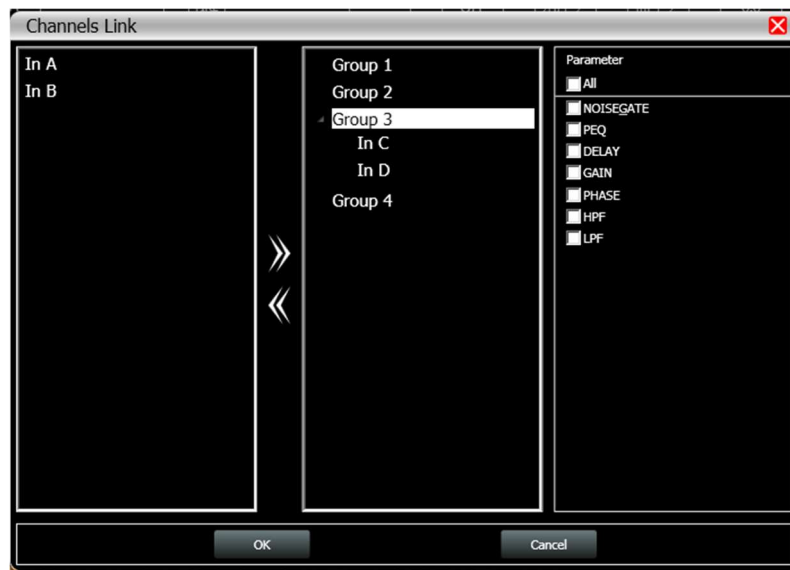 Channels Link
In A
In B
Group 1
Group 2
Group 3
In C
In D
Group 4
Parameter
All
NOISEGATE
PEQ
DELAY
GAIN
PHASE
HPF
LPF
OK
Cancel